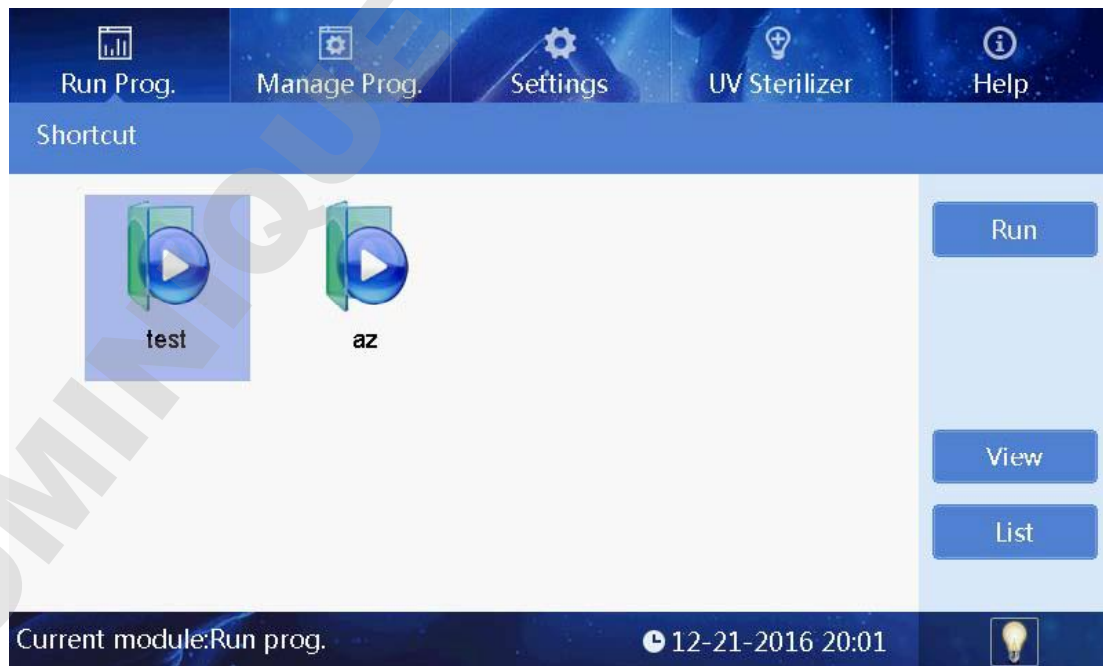 Run Prog. Manage Prog. Settings UV Sterilizer Help
Shortcut
Run
test az
View
List
Current module:Run prog. 12-21-2016 20:01